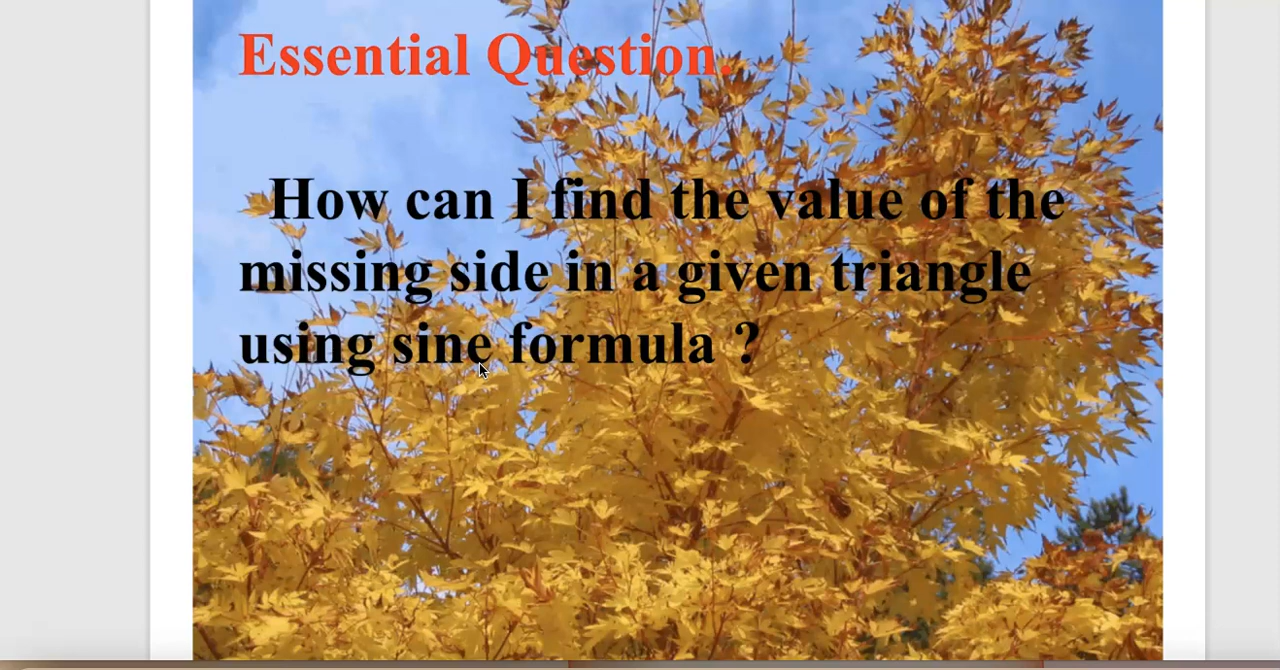 Essential Question.
How can I find the value of the
missing side in a given triangle
using sine formula ?